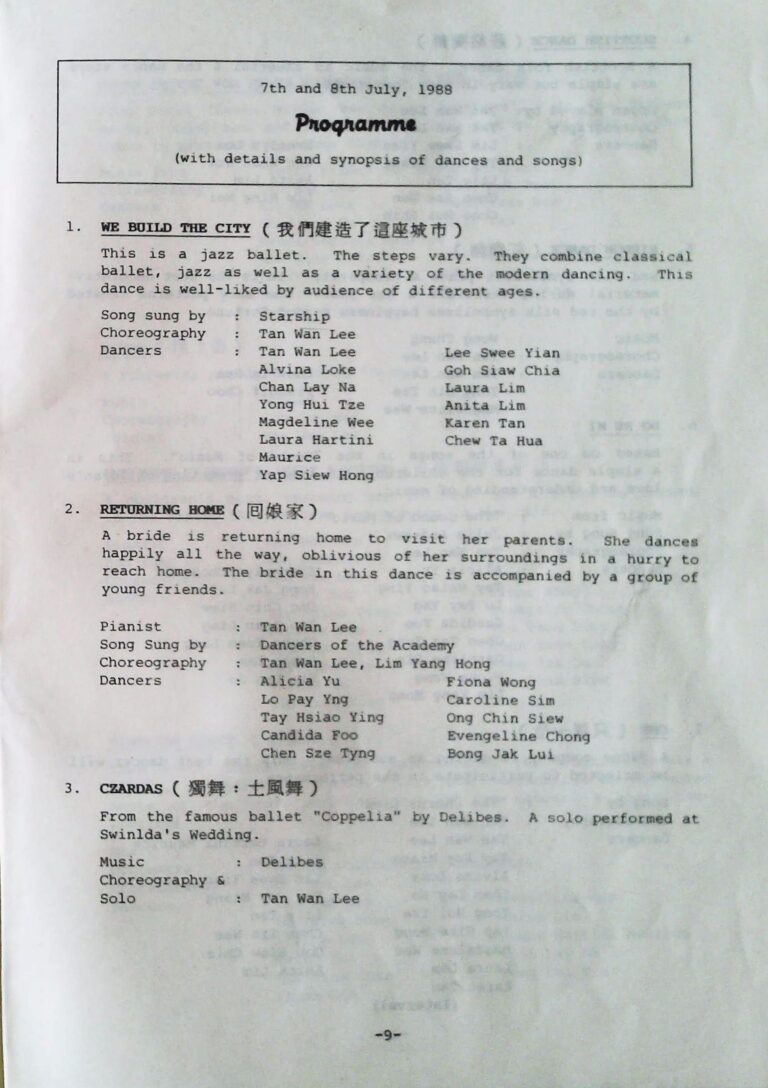 7th and 8th July, 1988
Programme
(with details and synopsis of dances and songs)
1. WE BUILD THE CITY (我們建造了這座城市)
This is a jazz ballet. The steps vary. They combine classical
ballet, jazz as well as a variety of the modern dancing. This
dance is well-liked by audience of different ages.
Song sung by : Starship
Choreography : Tan Wan Lee
Dancers : Tan Wan Lee Lee Swee Yian
Alvina Loke Goh Siaw Chia
Chan Lay Na Laura Lim
Yong Hui Tze Anita Lim
Magdeline Wee Karen Tan
Laura Hartini Chew Ta Hua
Maurice
Yap Siew Hong
2. RETURNING HOME (囘娘家)
A bride is returning home to visit her parents. She dances
happily all the way, oblivious of her surroundings in a hurry to
reach home. The bride in this dance is accompanied by a group of
young friends.
Pianist : Tan Wan Lee
Song Sung by : Dancers of the Academy
Choreography : Tan Wan Lee, Lim Yang Hong
Dancers : Alicia Yu Fiona Wong
Lo Pay Yng Caroline Sim
Tay Hsiao Ying Ong Chin Siew
Candida Foo Evengeline Chong
Chen Sze Tyng Bong Jak Lui
3. CZARDAS (獨舞：土風舞)
From the famous ballet "Coppelia" by Delibes. A solo performed at
Swinlda's Wedding.
Music : Delibes
Choreography &
Solo : Tan Wan Lee
-9-